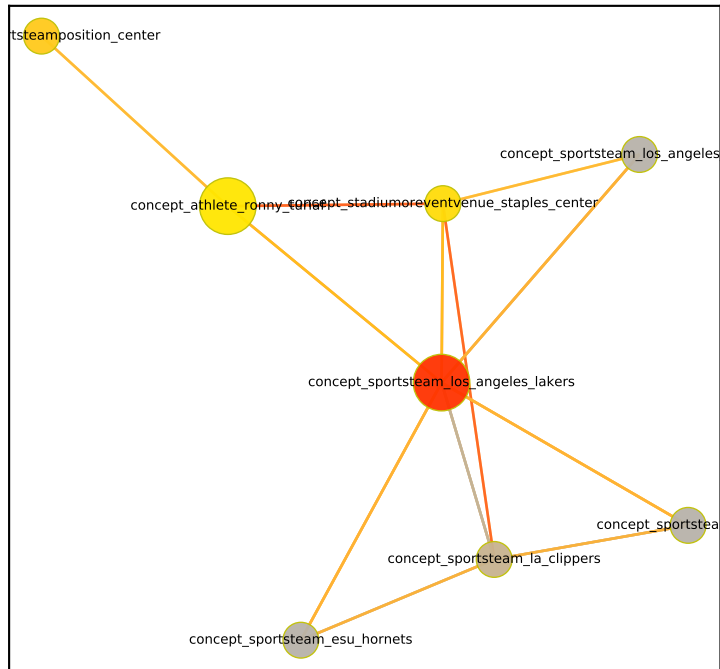 rtsteamposition_center
concept_sportsteam_los_angeles
concept_athlete_ronny_turiaf
concept_stadiumoreventvenue_staples_center
concept_sportsteam_los_angeles_lakers
concept_sportstea
concept_sportsteam_la_clippers
concept_sportsteam_esu_hornets